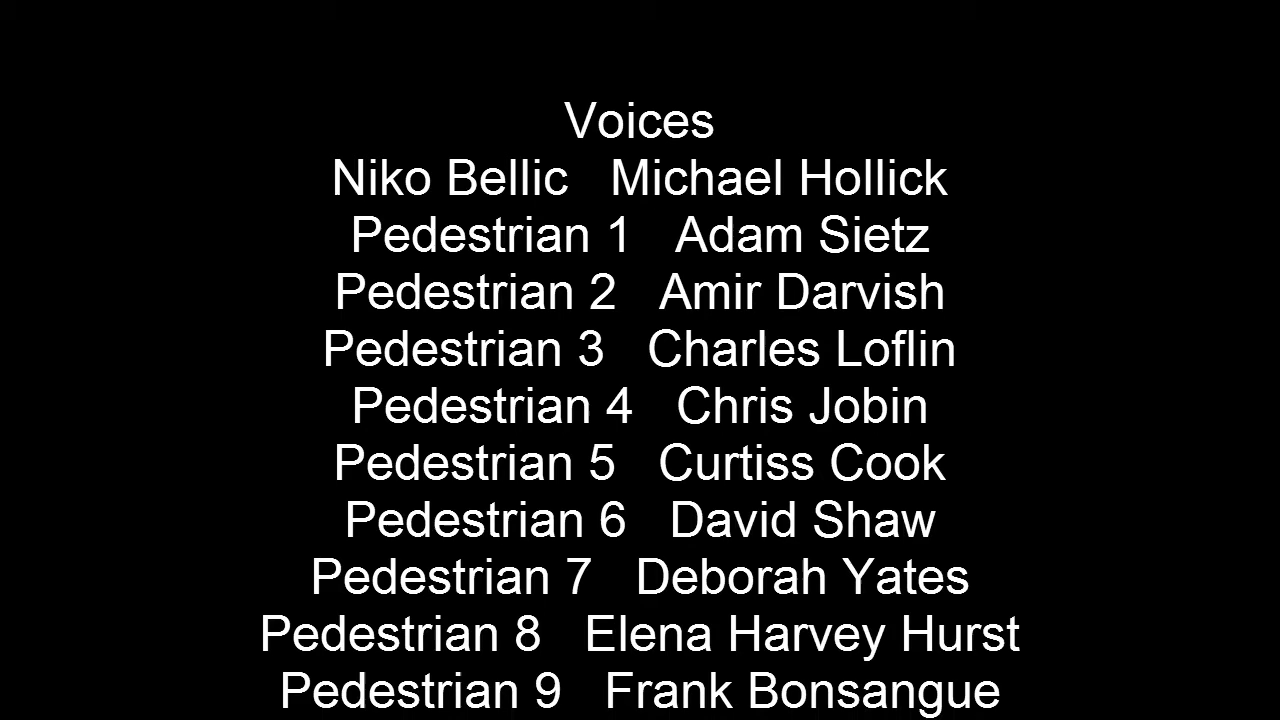 Voices
Niko Bellic Michael Hollick
Pedestrian 1 Adam Sietz
Pedestrian 2 Amir Darvish
Pedestrian 3 Charles Loflin
Pedestrian 4 Chris Jobin
Pedestrian 5 Curtiss Cook
Pedestrian 6 David Shaw
Pedestrian 7 Deborah Yates
Pedestrian 8 Elena Harvey Hurst
Pedestrian 9 Frank Bonsangue